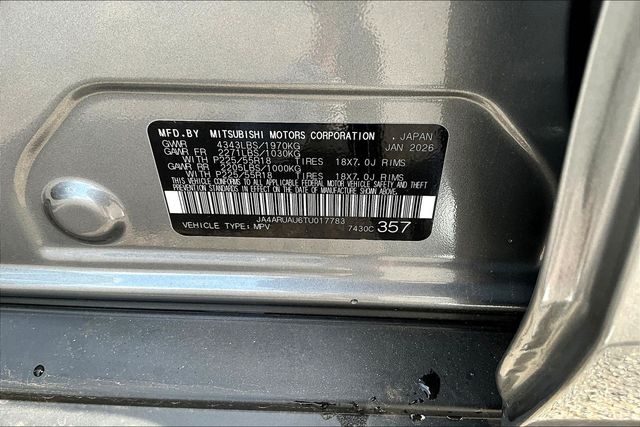 MFD.BY MITSUBISHI MOTORS CORPORATION , JAPAN
GVWR 4343LBS/1970KG JAN 2026
GAWR FR 2271LBS/1030KG
WITH P225/55R18 TIRES 18X7.0J RIMS
GAWR RR 2205LBS/1000KG
WITH P225/55R18 TIRES 18X7.0J RIMS
THIS VEHICLE CONFORMS TO ALL APPLICABLE FEDERAL MOTOR VEHICLE SAFETY AND THEFT PREVENTION STANDARDS IN EFFECT ON THE DATE OF MANUFACTURE SHOWN ABOVE.
JA4ARUAU6TU017783
VEHICLE TYPE: MPV 7430C 357